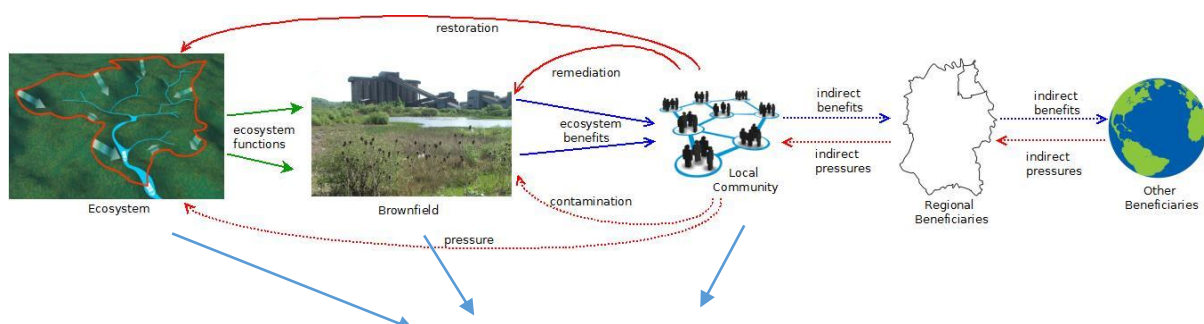 restoration
remediation
ecosystem
functions
ecosystem
benefits
indirect
benefits
indirect
benefits
indirect
pressures
indirect
pressures
Local
Community
Ecosystem
Brownfield
contamination
pressure
Regional
Beneficiaries
Other
Beneficiaries